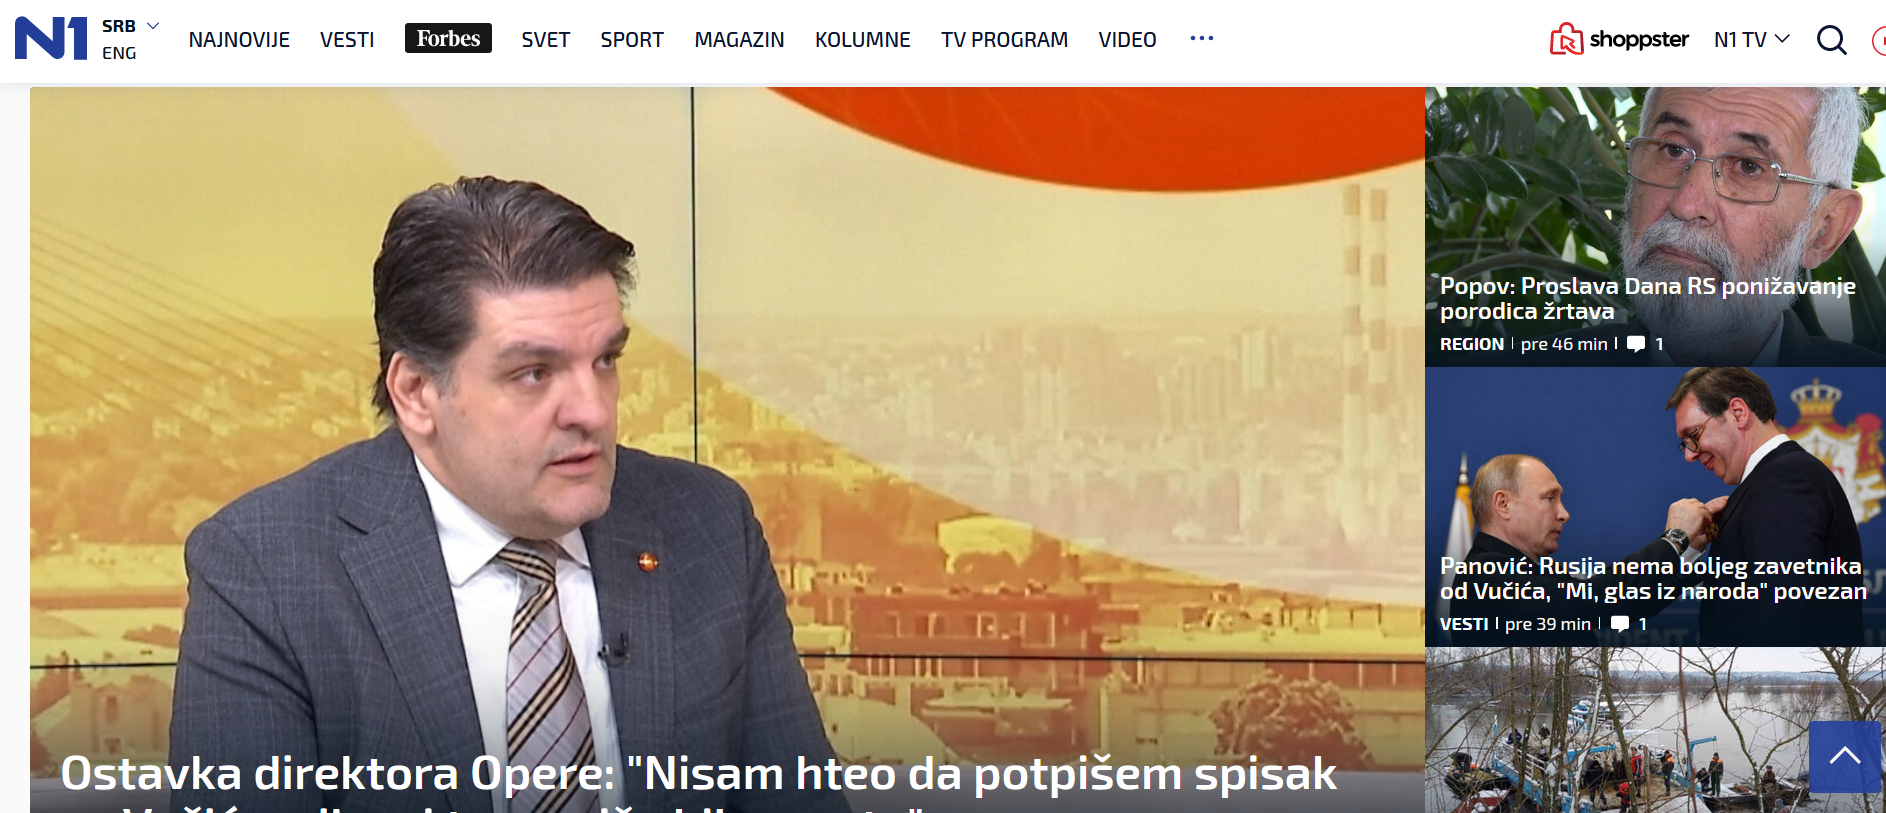 N1
SRB
ENG
NAJNOVIJE VESTI Forbes SVET SPORT MAGAZIN KOLUMNE TV PROGRAM VIDEO
shoppster N1 TV
Popov: Proslava Dana RS ponižavanje
porodica žrtava
REGION | pre 46 min | 1
Panović: Rusija nema boljeg zavetnika
od Vučića, "Mi, glas iz naroda" povezan
VESTI | pre 39 min | 1
Ostavka direktora Opere: "Nisam hteo da potpišem spisak